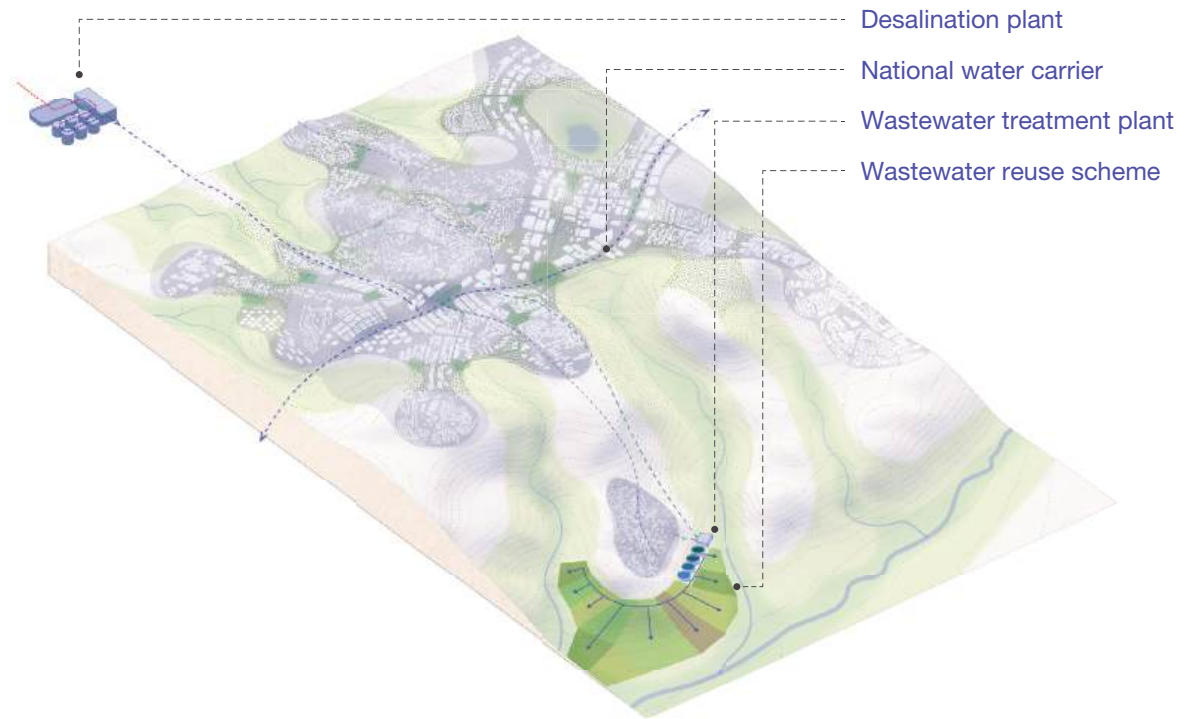 Desalination plant
National water carrier
Wastewater treatment plant
Wastewater reuse scheme